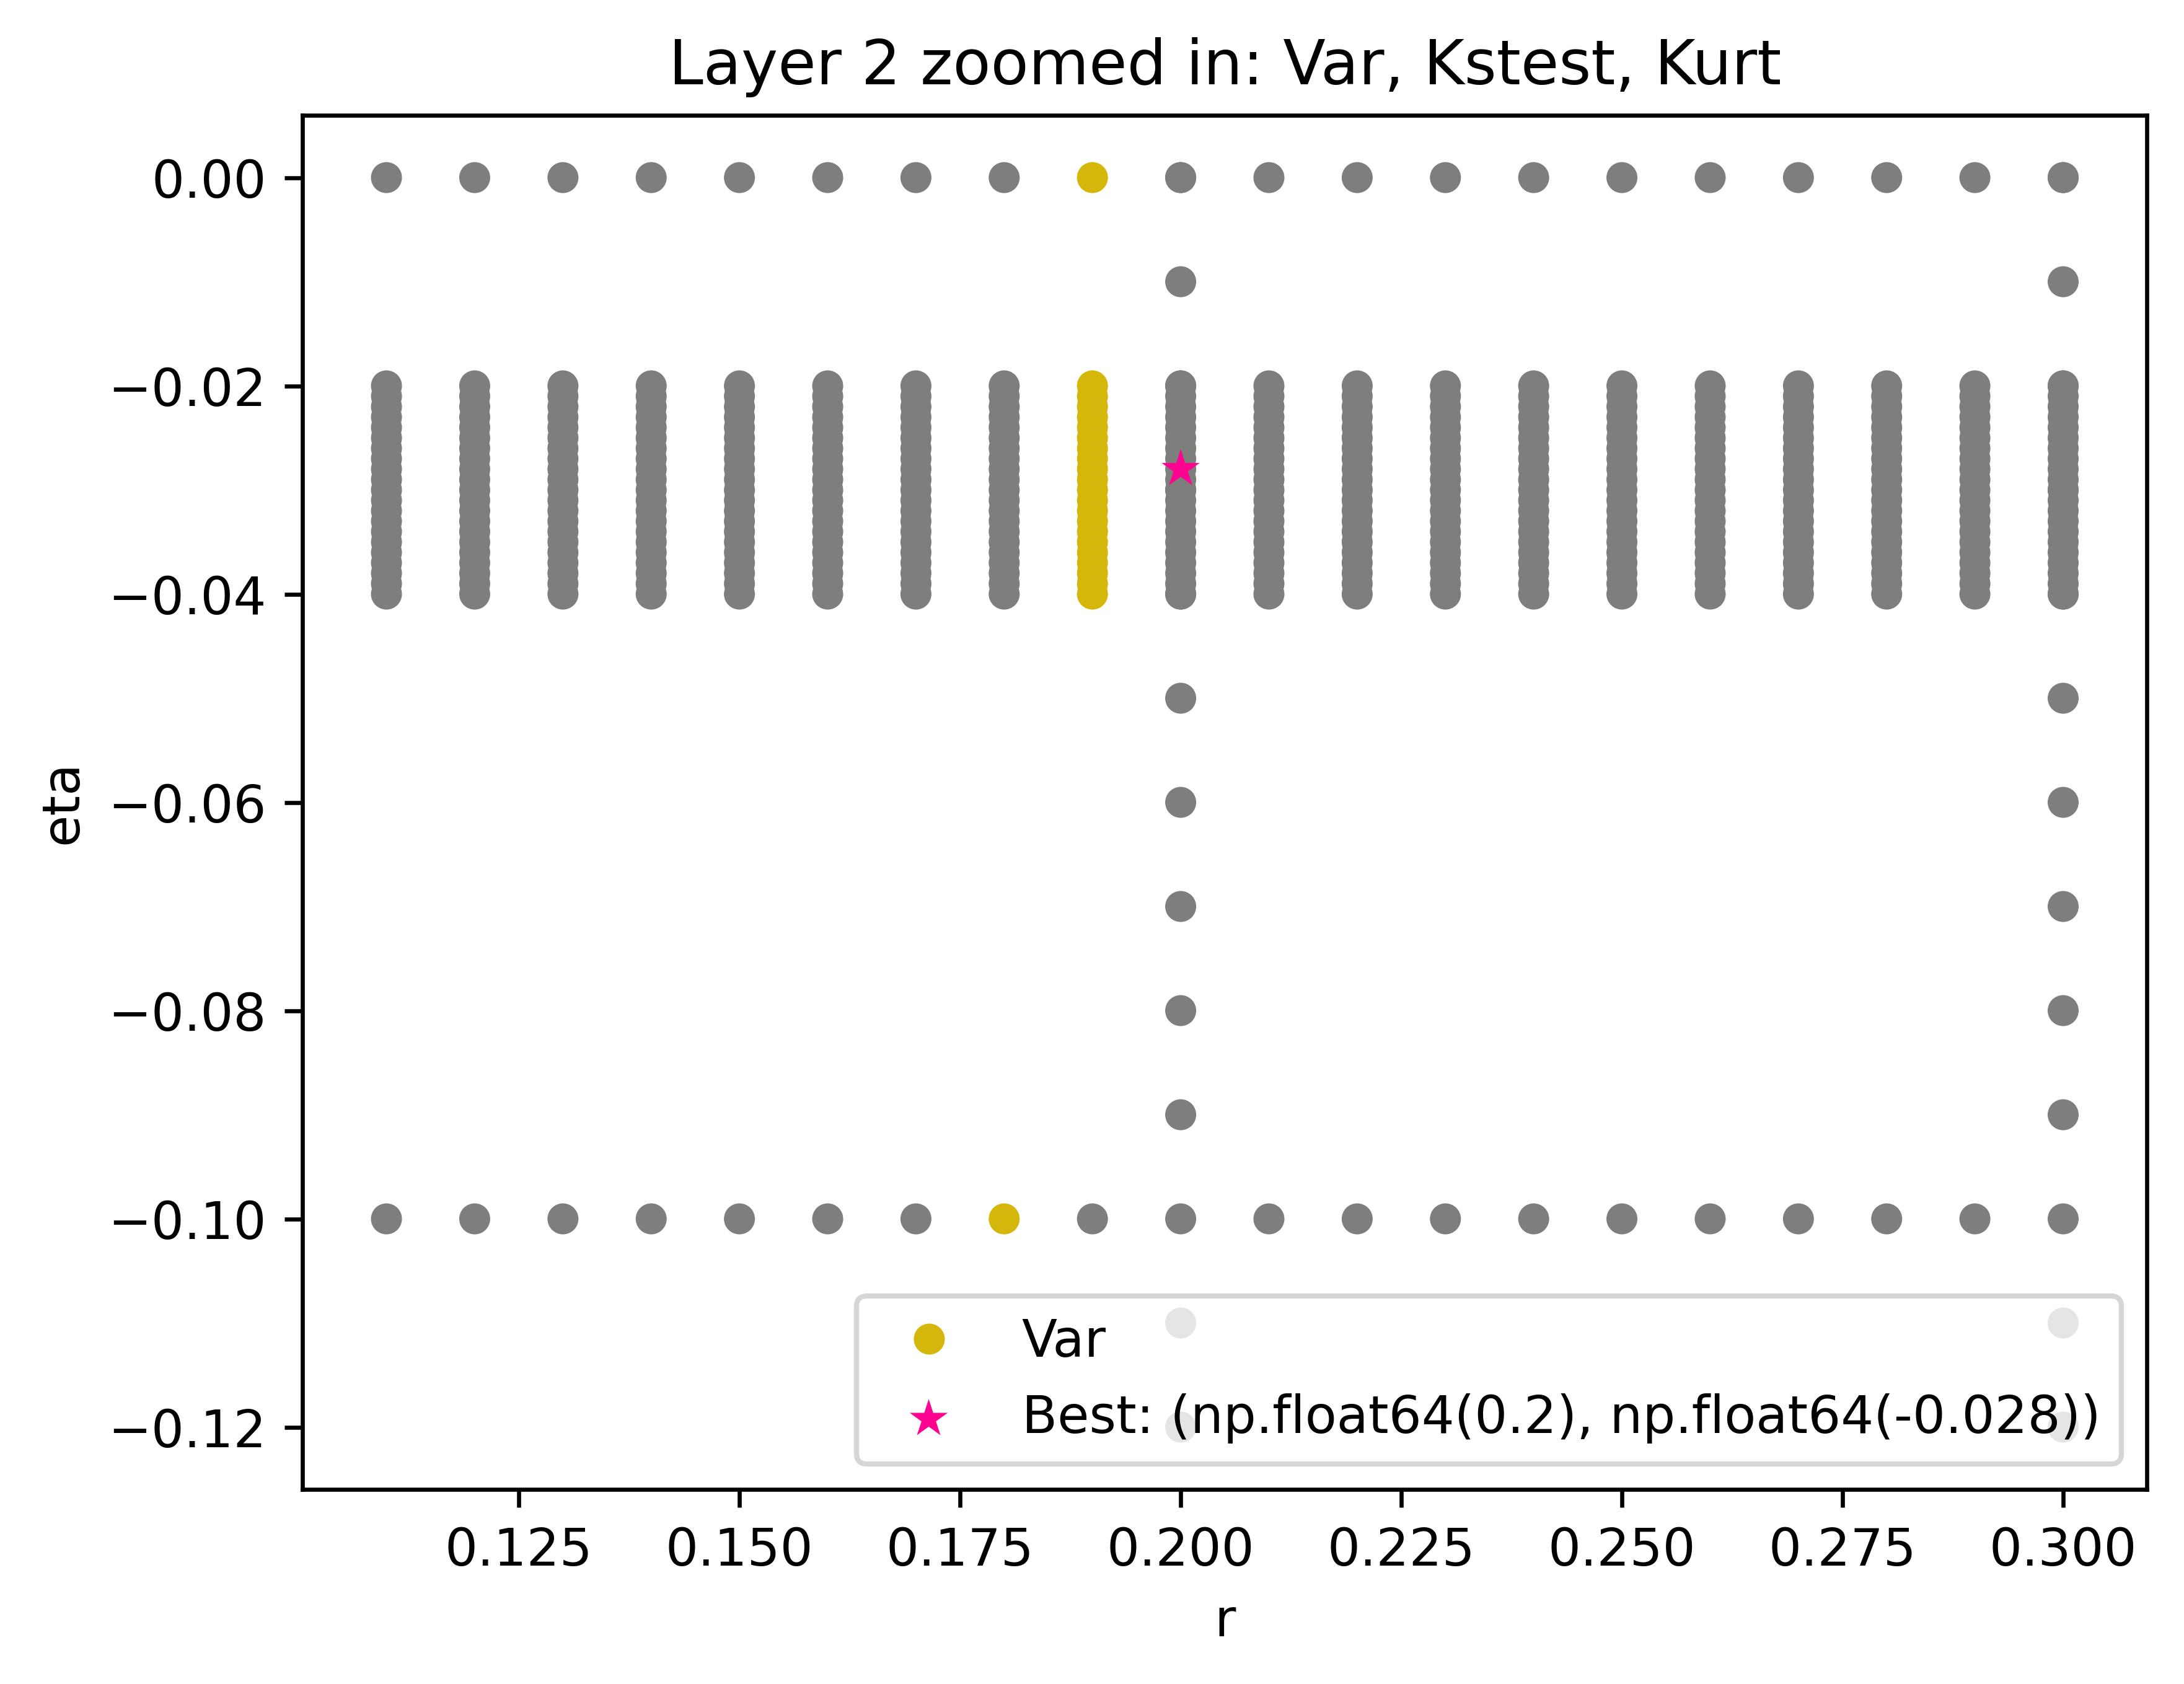 Layer 2 zoomed in: Var, Kstest, Kurt
0.00
−0.02
−0.04
−0.06
−0.08
−0.10
−0.12
eta
Var
Best: (np.float64(0.2), np.float64(-0.028))
0.125 0.150 0.175 0.200 0.225 0.250 0.275 0.300
r